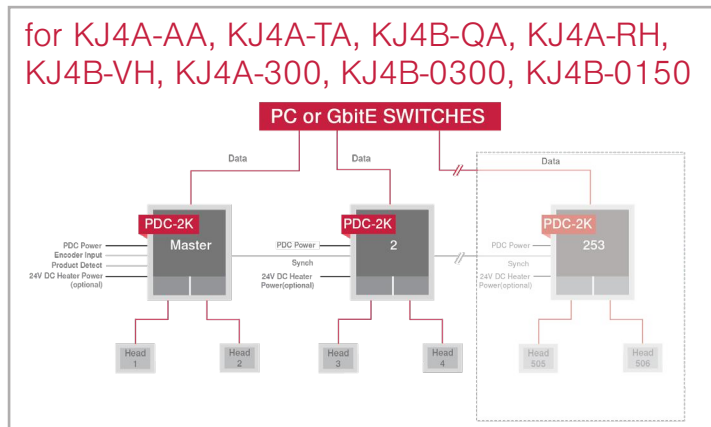 for KJ4A-AA, KJ4A-TA, KJ4B-QA, KJ4A-RH,
KJ4B-VH, KJ4A-300, KJ4B-0300, KJ4B-0150
PC or GbitE SWITCHES
Data
Data
Data
PDC-2K
PDC-2K
PDC-2K
Master
2
253
PDC Power
Encoder Input
Product Detect
24V DC Heater Power
(optional)
PDC Power
Synch
24V DC Heater
Power(optional)
PDC Power
Synch
24V DC Heater
Power(optional)
Head
1
Head
2
Head
3
Head
4
Head
505
Head
506